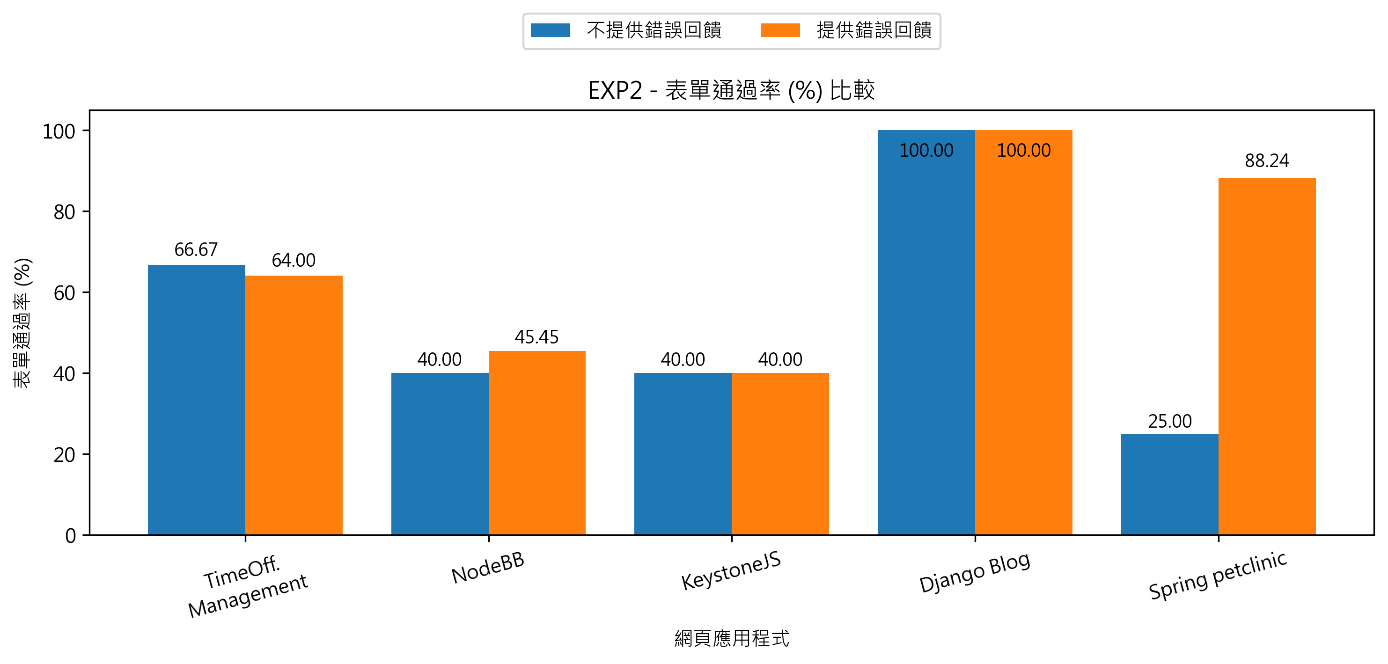 不提供錯誤回饋 提供錯誤回饋
EXP2 - 表單通過率 (%) 比較
表單通過率 (%)
100
80
60
40
20
0
66.67
64.00
40.00
45.45
40.00
40.00
100.00
100.00
25.00
88.24
TimeOff.
Management
NodeBB
KeystoneJS
Django Blog
Spring petclinic
網頁應用程式